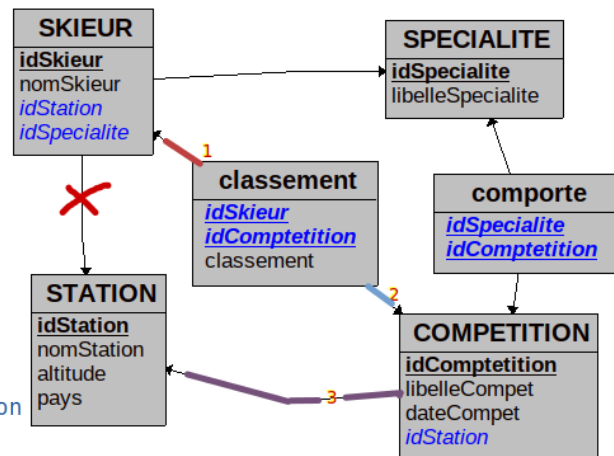 SKIEUR
idSkieur
nomSkieur
idStation
idSpecialite
SPECIALITE
idSpecialite
libelleSpecialite
1
classement
idSkieur
idComptetition
classement
comporte
idSpecialite
idComptetition
STATION
idStation
nomStation
altitude
pays
2
COMPETITION
idComptetition
libelleCompet
dateCompet
idStation
3
on